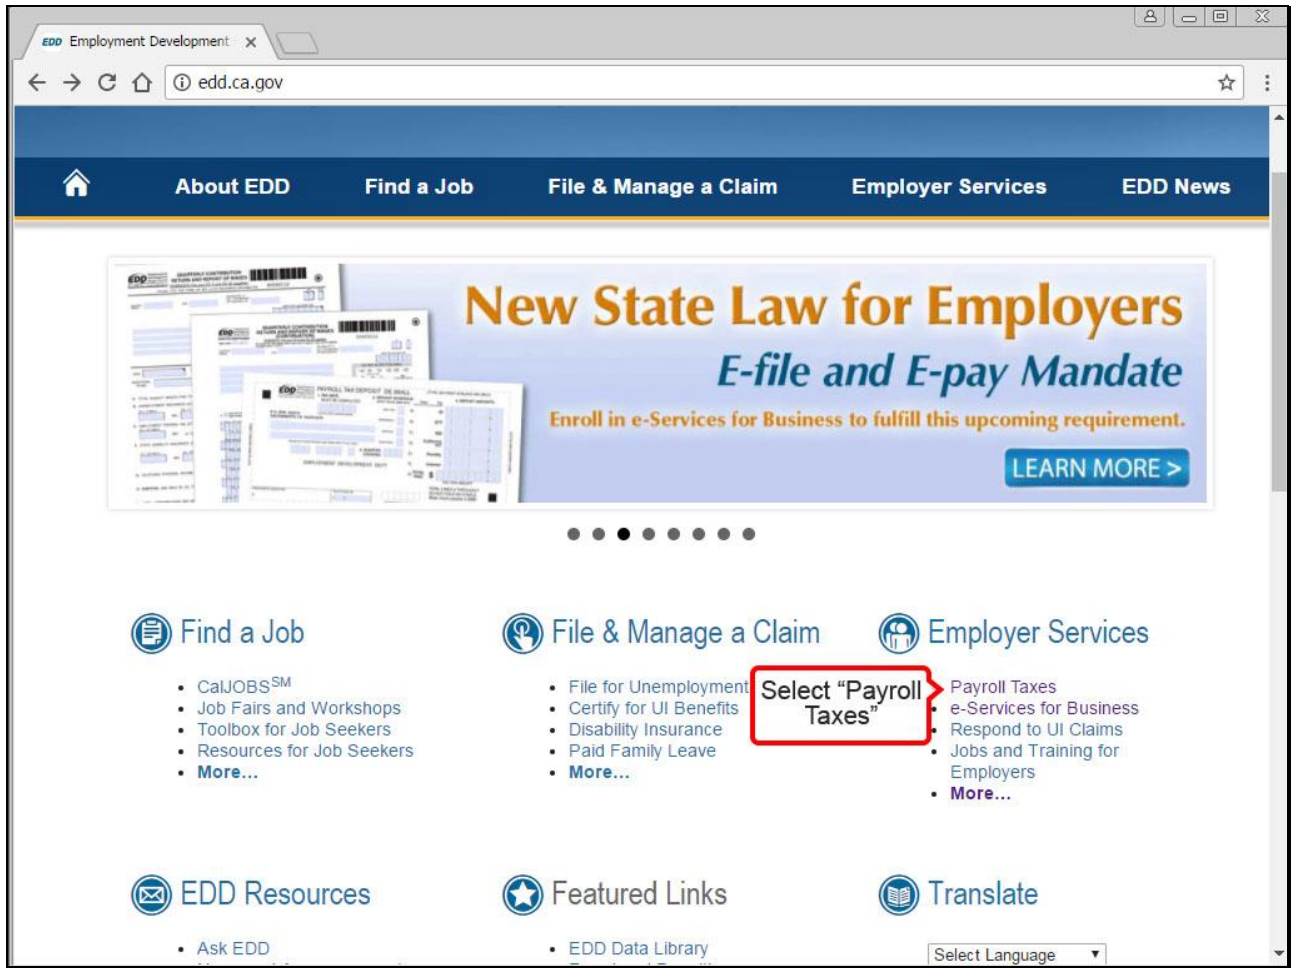 EDD Employment Development
edd.ca.gov
About EDD
Find a Job
File & Manage a Claim
Employer Services
EDD News
New State Law for Employers
E-file and E-pay Mandate
Enroll in e-Services for Business to fulfill this upcoming requirement.
LEARN MORE >
Find a Job
CalJOBS℠
Job Fairs and Workshops
Toolbox for Job Seekers
Resources for Job Seekers
More...
File & Manage a Claim
File for Unemployment
Certify for UI Benefits
Disability Insurance
Paid Family Leave
More...
Select “Payroll
Taxes”
Employer Services
Payroll Taxes
e-Services for Business
Respond to UI Claims
Jobs and Training for
Employers
More...
EDD Resources
Ask EDD
Featured Links
EDD Data Library
Translate
Select Language